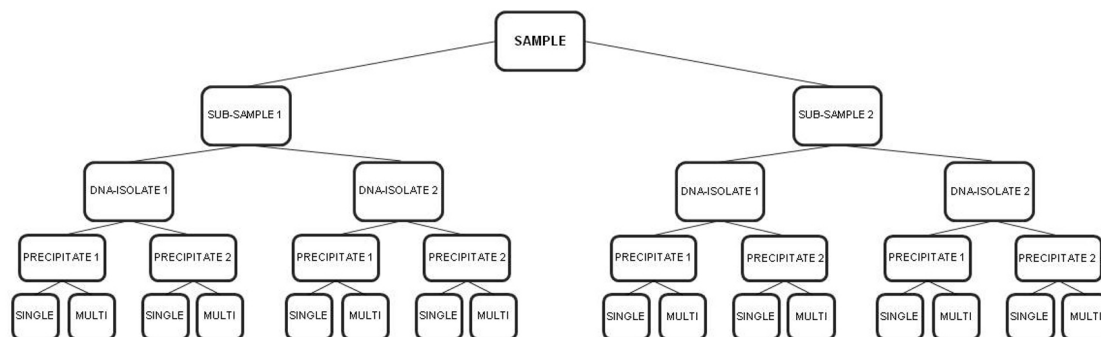 SAMPLE
SUB-SAMPLE 1
SUB-SAMPLE 2
DNA-ISOLATE 1
DNA-ISOLATE 2
DNA-ISOLATE 1
DNA-ISOLATE 2
PRECIPITATE 1
PRECIPITATE 2
PRECIPITATE 1
PRECIPITATE 2
PRECIPITATE 1
PRECIPITATE 2
PRECIPITATE 1
PRECIPITATE 2
SINGLE
MULTI
SINGLE
MULTI
SINGLE
MULTI
SINGLE
MULTI
SINGLE
MULTI
SINGLE
MULTI
SINGLE
MULTI
SINGLE
MULTI